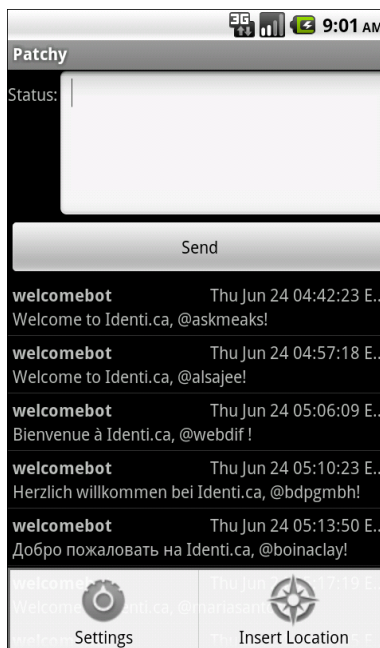 3G 9:01 AM
Patchy
Status:
Send
welcomebot Thu Jun 24 04:42:23 E...
Welcome to Identi.ca, @askmeaks!
welcomebot Thu Jun 24 04:57:18 E...
Welcome to Identi.ca, @alsajee!
welcomebot Thu Jun 24 05:06:09 E...
Bienvenue à Identi.ca, @webdif !
welcomebot Thu Jun 24 05:10:23 E...
Herzlich willkommen bei Identi.ca, @bdpgmbh!
welcomebot Thu Jun 24 05:13:50 E...
Добро пожаловать на Identi.ca, @boinaclay!
Settings Insert Location